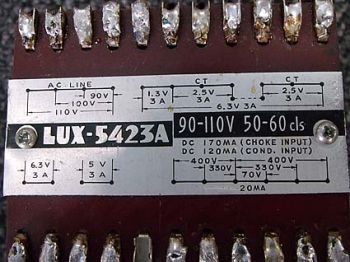 AC-LINE CT CT
90V 1.3V 2.5V 2.5V
100V 3A 3A 3A
110V 6.3V 3A
LUX-5423A 90-110V 50-60cls
DC 170MA (CHOKE INPUT)
DC 120MA (COND. INPUT)
6.3V 5V 400V 400V
3A 3A 330V 330V
70V
20MA